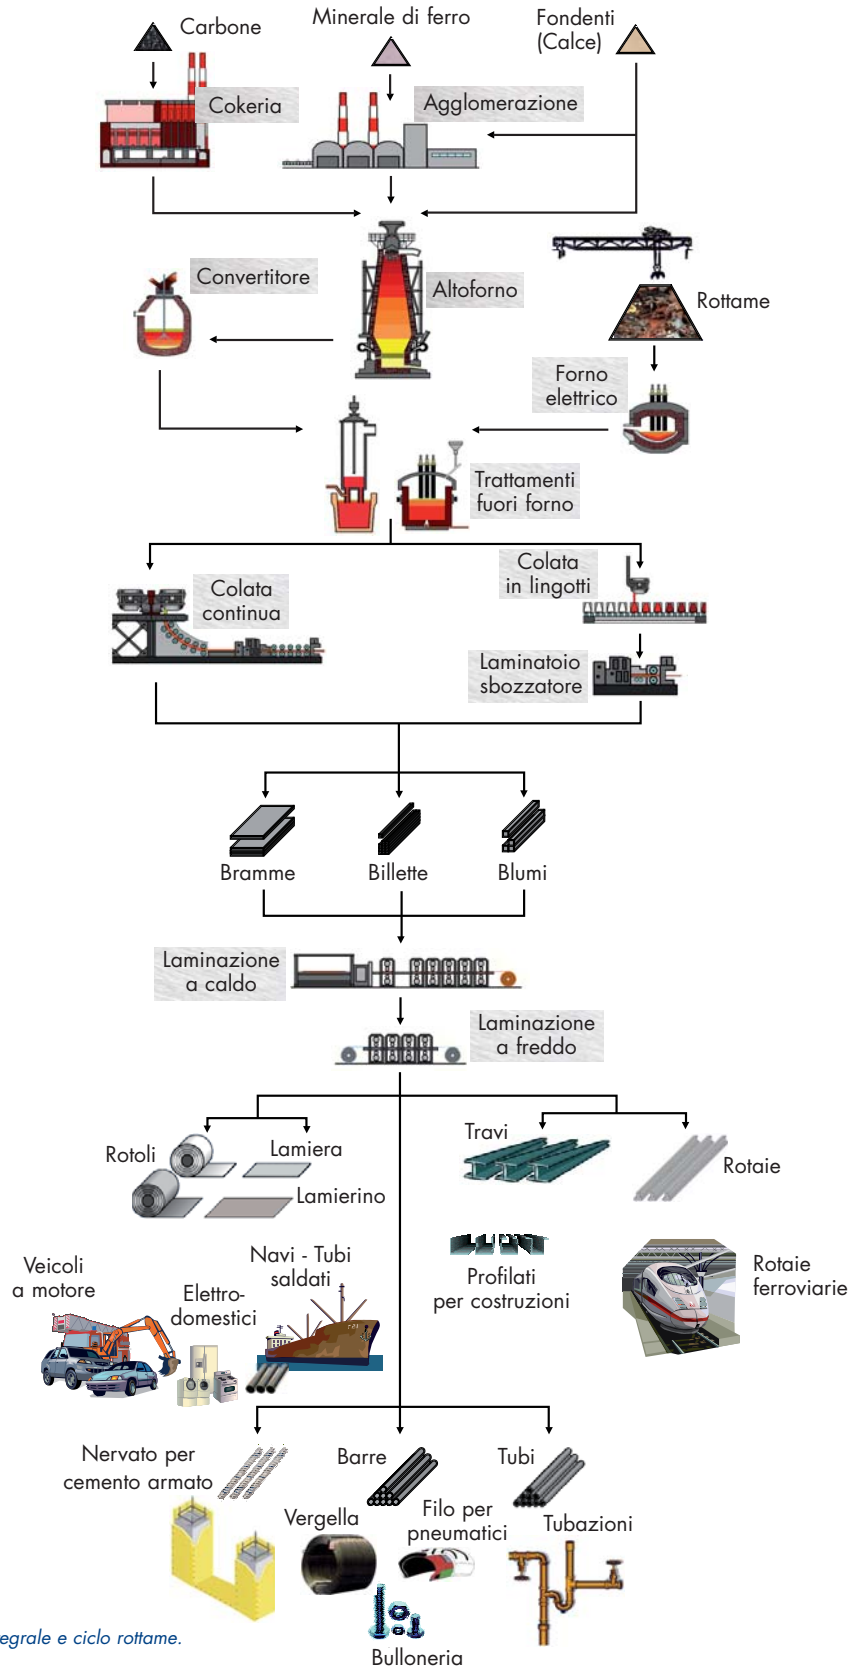 Carbone
Minerale di ferro
Fondenti
(Calce)
Cokeria
Agglomerazione
Convertitore
Altoforno
Rottame
Forno
elettrico
Trattamenti
fuori forno
Colata
continua
Colata
in lingotti
Laminatoio
sbozzatore
Bramme
Billette
Blumi
Laminazione
a caldo
Laminazione
a freddo
Rotoli
Lamiera
Lamierino
Travi
Rotaie
Veicoli
a motore
Elettro-
domestici
Navi - Tubi
saldati
Profilati
per costruzioni
Rotaie
ferroviarie
Nervato per
cemento armato
Barre
Tubi
Vergella
Filo per
pneumatici
Tubazioni
Bulloneria
egrale e ciclo rottame.